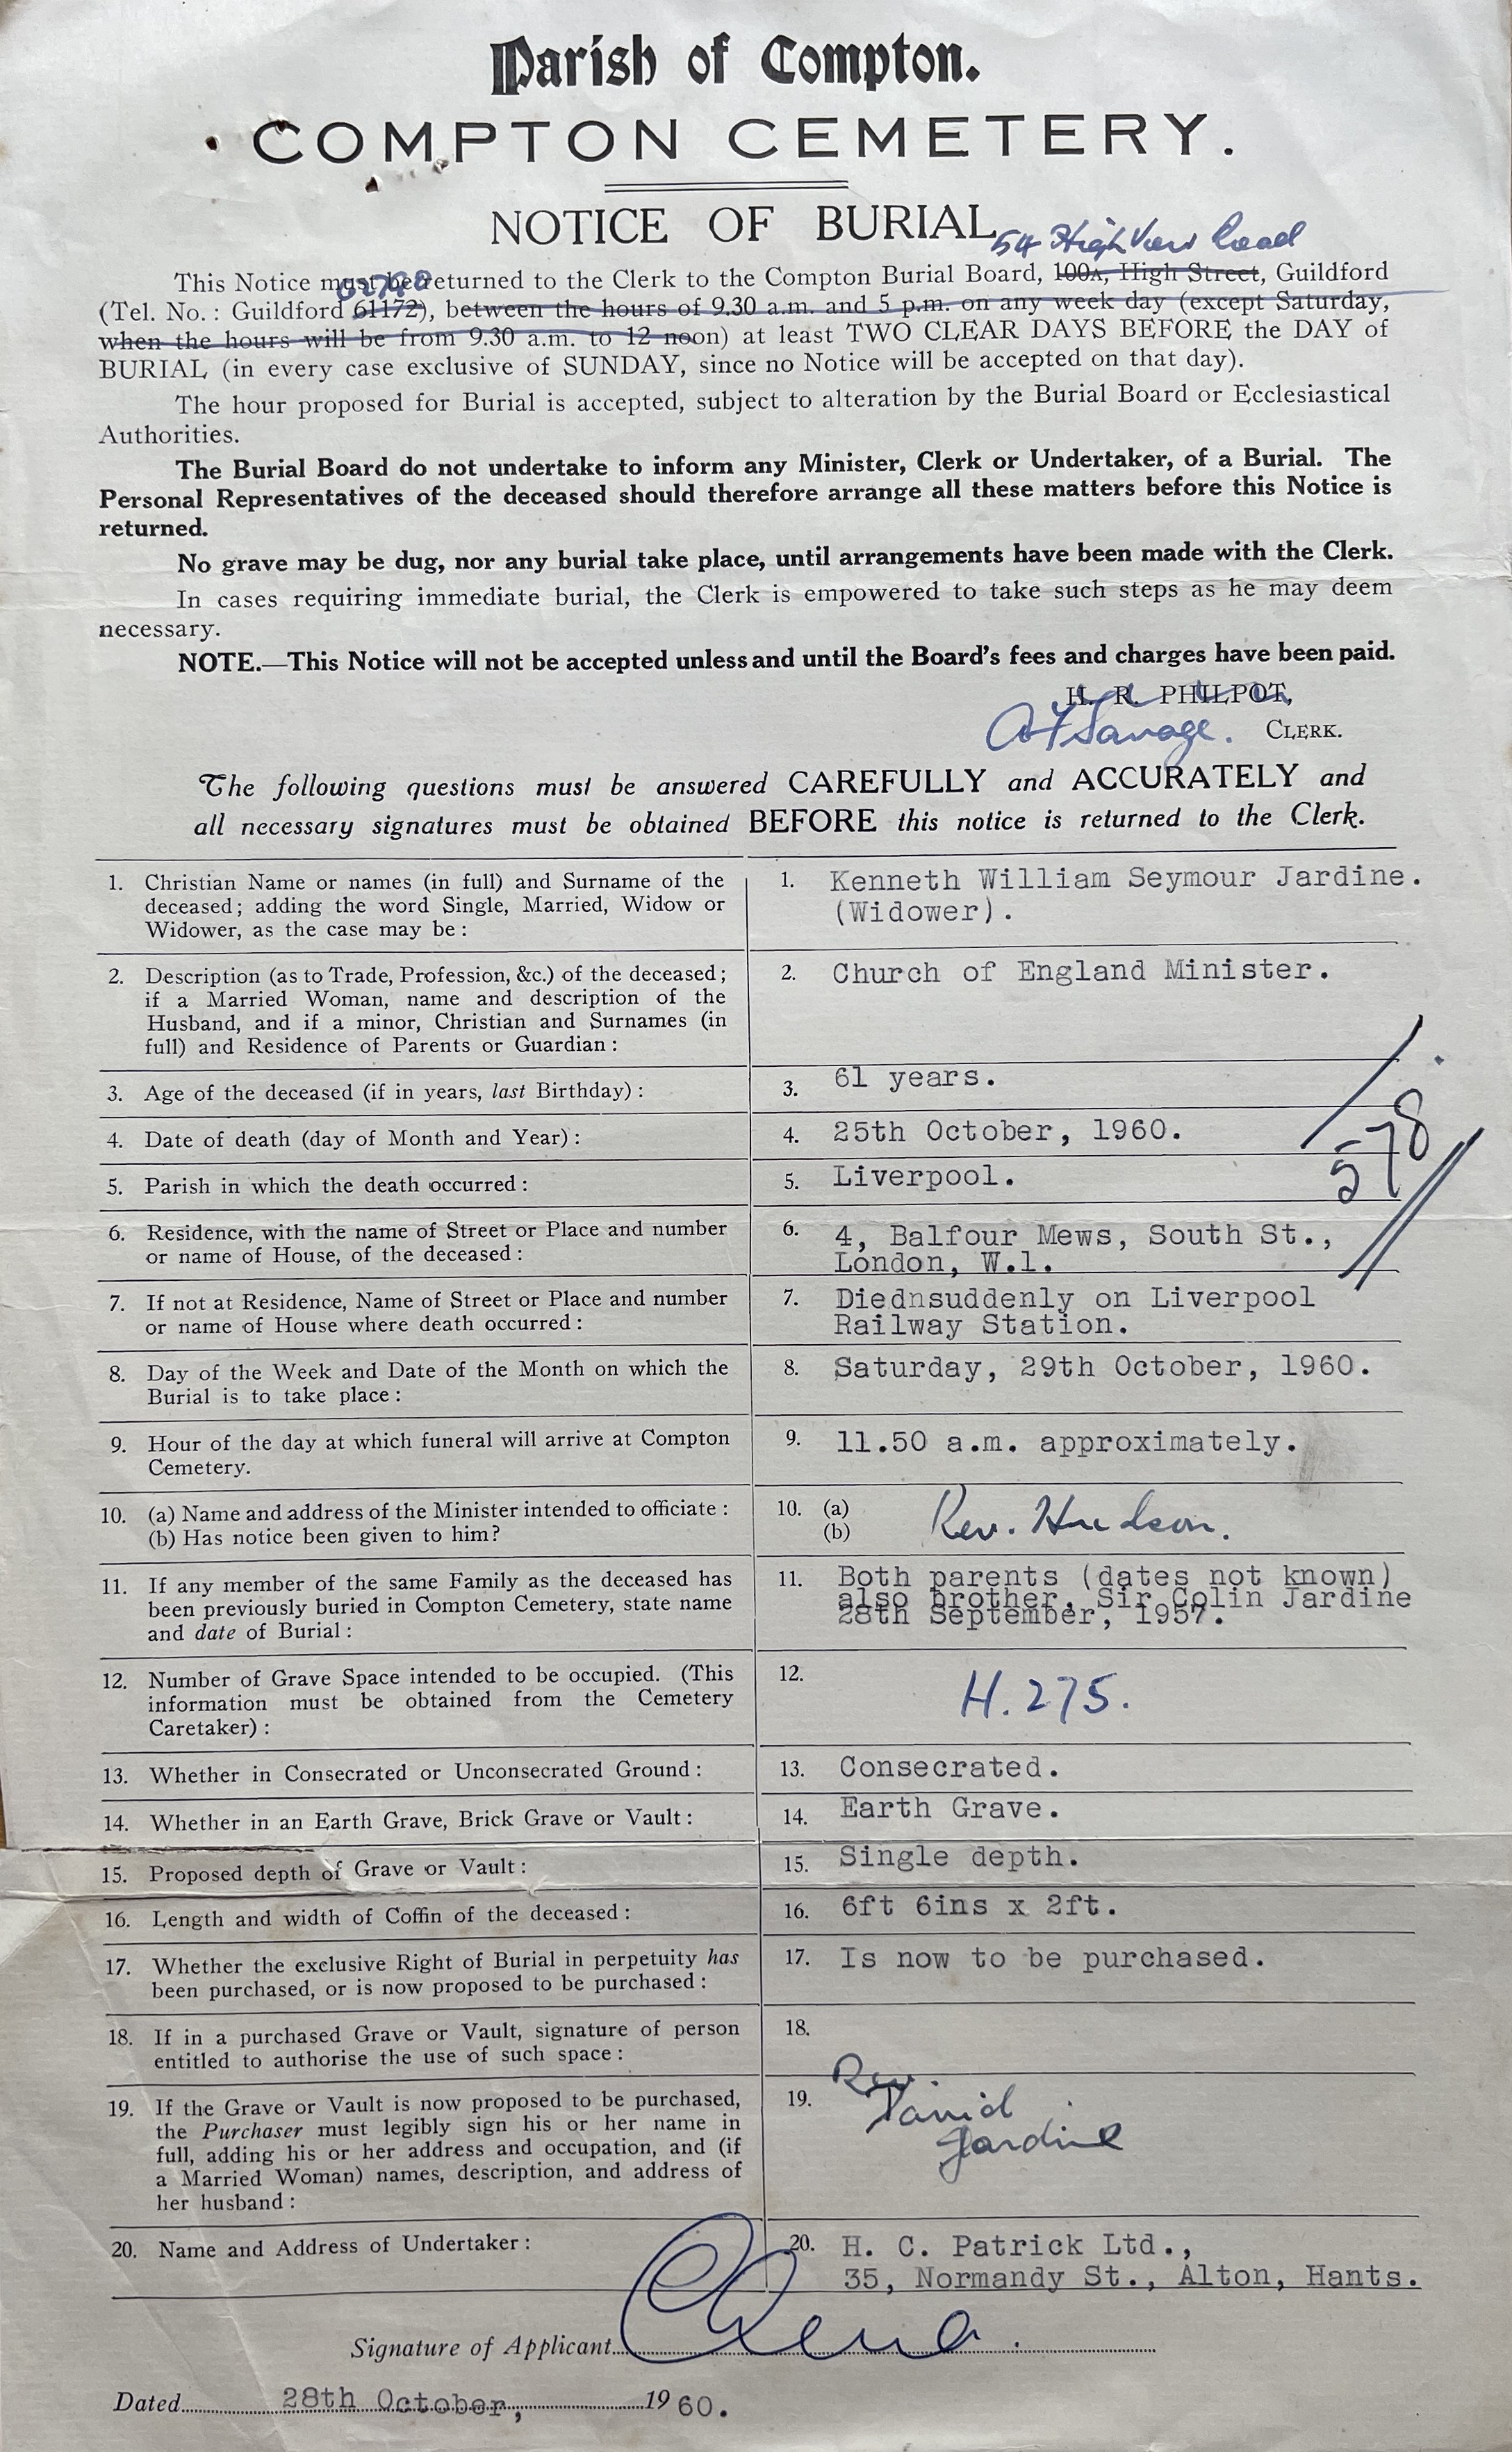 Parish of Compton.
COMPTON CEMETERY.
NOTICE OF BURIAL
54 High View Road
This Notice must be returned to the Clerk to the Compton Burial Board, 100A, High Street, Guildford
(Tel. No.: Guildford 61172), between the hours of 9.30 a.m. and 5 p.m. on any week day (except Saturday,
when the hours will be from 9.30 a.m. to 12 noon) at least TWO CLEAR DAYS BEFORE the DAY of
BURIAL (in every case exclusive of SUNDAY, since no Notice will be accepted on that day).
The hour proposed for Burial is accepted, subject to alteration by the Burial Board or Ecclesiastical
Authorities.
The Burial Board do not undertake to inform any Minister, Clerk or Undertaker, of a Burial. The
Personal Representatives of the deceased should therefore arrange all these matters before this Notice is
returned.
No grave may be dug, nor any burial take place, until arrangements have been made with the Clerk.
In cases requiring immediate burial, the Clerk is empowered to take such steps as he may deem
necessary.
NOTE.—This Notice will not be accepted unless and until the Board's fees and charges have been paid.
H. R. PHILPOT,
Savage. CLERK.
The following questions must be answered CAREFULLY and ACCURATELY and
all necessary signatures must be obtained BEFORE this notice is returned to the Clerk.
1. Christian Name or names (in full) and Surname of the
deceased; adding the word Single, Married, Widow or
Widower, as the case may be:
1. Kenneth William Seymour Jardine.
(Widower).
2. Description (as to Trade, Profession, &c.) of the deceased;
if a Married Woman, name and description of the
Husband, and if a minor, Christian and Surnames (in
full) and Residence of Parents or Guardian:
2. Church of England Minister.
3. Age of the deceased (if in years, last Birthday):
3. 61 years.
4. Date of death (day of Month and Year):
4. 25th October, 1960.
578
5. Parish in which the death occurred:
5. Liverpool.
6. Residence, with the name of Street or Place and number
or name of House, of the deceased:
6. 4, Balfour Mews, South St.,
London, W.1.
7. If not at Residence, Name of Street or Place and number
or name of House where death occurred:
7. Diednsuddenly on Liverpool
Railway Station.
8. Day of the Week and Date of the Month on which the
Burial is to take place:
8. Saturday, 29th October, 1960.
9. Hour of the day at which funeral will arrive at Compton
Cemetery.
9. 11.50 a.m. approximately.
10. (a) Name and address of the Minister intended to officiate:
(b) Has notice been given to him?
10. (a)
(b)
Rev. Hudson.
11. If any member of the same Family as the deceased has
been previously buried in Compton Cemetery, state name
and date of Burial:
11. Both parents (dates not known)
also brother, Sir Colin Jardine
28th September, 1957.
12. Number of Grave Space intended to be occupied. (This
information must be obtained from the Cemetery
Caretaker):
12. H.275.
13. Whether in Consecrated or Unconsecrated Ground:
13. Consecrated.
14. Whether in an Earth Grave, Brick Grave or Vault:
14. Earth Grave.
15. Proposed depth of Grave or Vault:
15. Single depth.
16. Length and width of Coffin of the deceased:
16. 6ft 6ins x 2ft.
17. Whether the exclusive Right of Burial in perpetuity has
been purchased, or is now proposed to be purchased:
17. Is now to be purchased.
18. If in a purchased Grave or Vault, signature of person
entitled to authorise the use of such space:
18.
19. If the Grave or Vault is now proposed to be purchased,
the Purchaser must legibly sign his or her name in
full, adding his or her address and occupation, and (if
a Married Woman) names, description, and address of
her husband:
19. Rev.
David
Jardine
20. Name and Address of Undertaker:
20. H. C. Patrick Ltd.,
35, Normandy St., Alton, Hants.
Signature of Applicant
Dated 28th October, 1960.